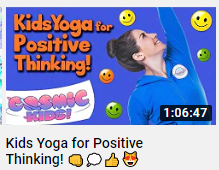 Kids Yoga for
Positive
Thinking!
COSMIC
KIDS!
1:06:47
Kids Yoga for Positive
Thinking! 👊💭👍😻